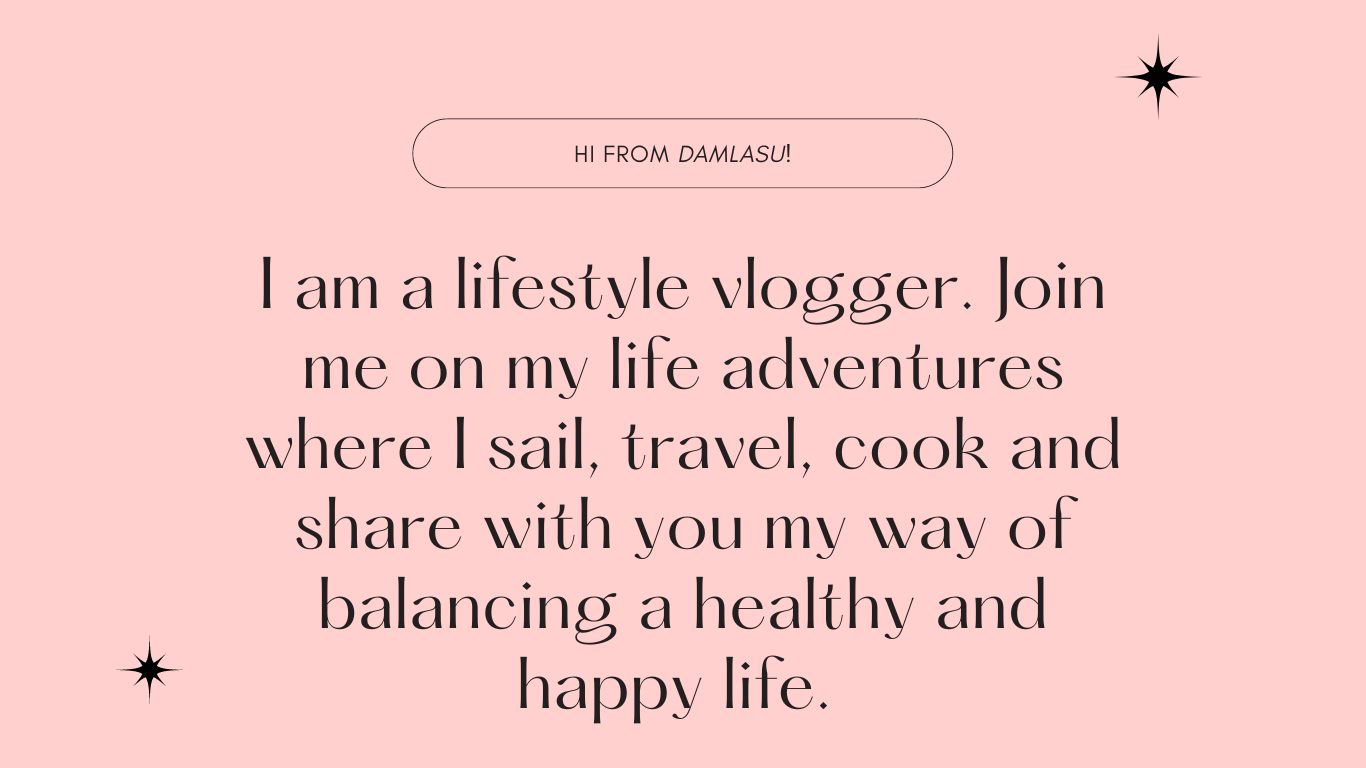 HI FROM DAMLASU!
I am a lifestyle vlogger. Join
me on my life adventures
where I sail, travel, cook and
share with you my way of
balancing a healthy and
happy life.